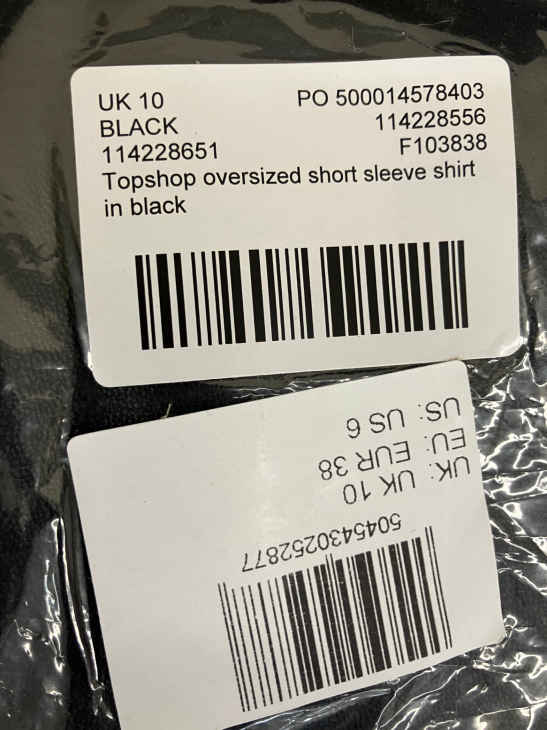 UK 10 PO 500014578403
BLACK 114228556
114228651 F103838
Topshop oversized short sleeve shirt
in black
5045430252877
UK: UK 10
EU: EUR 38
US: US 6